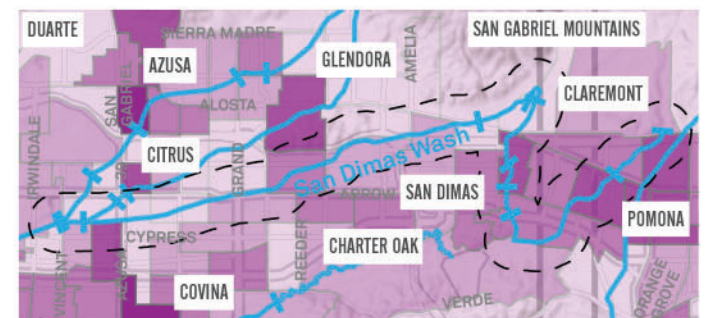 DUARTE
SIERRA MADRE
SAN GABRIEL MOUNTAINS
AZUSA
GLENDORA
AMELIA
SAN
GABRIEL
ALOSTA
CLAREMONT
IRWINDALE
CITRUS
GRAND
San Dimas Wash
ARROW
SAN DIMAS
POMONA
CYPRESS
CHARTER OAK
REEDER
VINCENT
AZUSA
COVINA
VERDE
ORANGE
GROVE